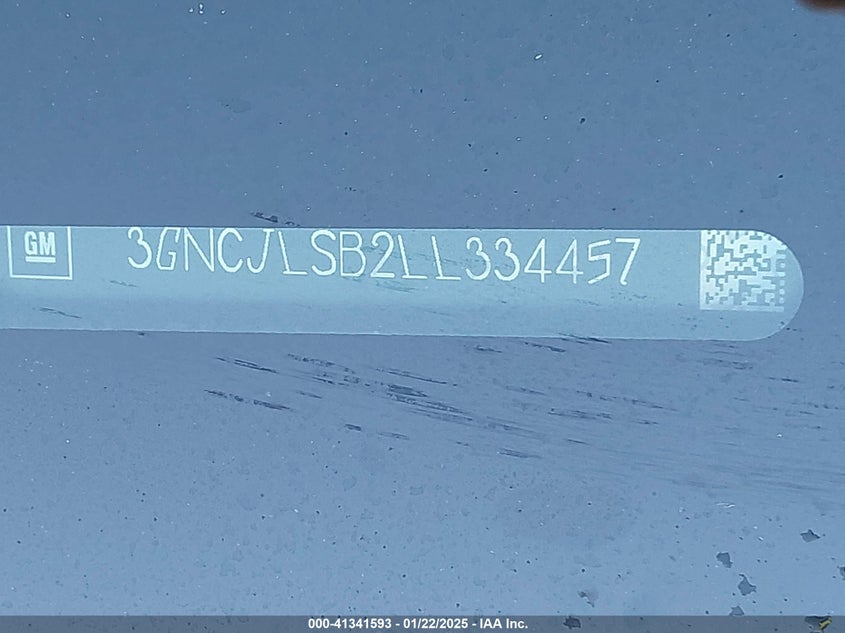 GM
3GNCJLSB2LL334457
000-41341593 - 01/22/2025 - IAA Inc.